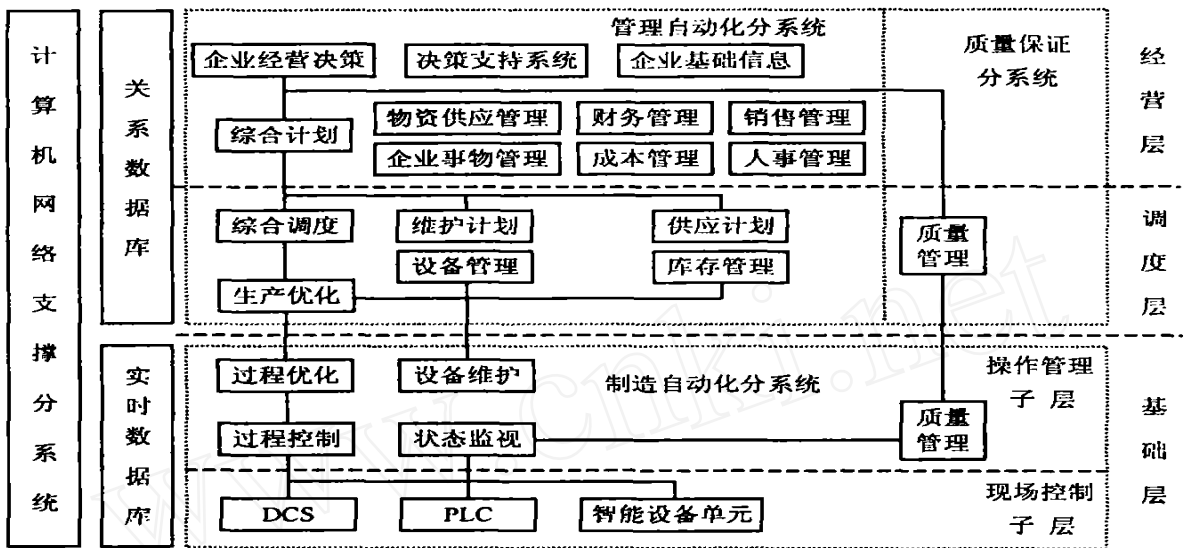 计算机网络支撑分系统
关系数据库
实时数据库
管理自动化分系统
质量保证
分系统
经营层
企业经营决策
决策支持系统
企业基础信息
综合计划
物资供应管理
财务管理
销售管理
企业事物管理
成本管理
人事管理
综合调度
维护计划
供应计划
质量
管理
调度层
设备管理
库存管理
生产优化
过程优化
设备维护
制造自动化分系统
操作管理
子层
过程控制
状态监视
质量
管理
基础层
DCS
PLC
智能设备单元
现场控制
子层
www.cnki.net